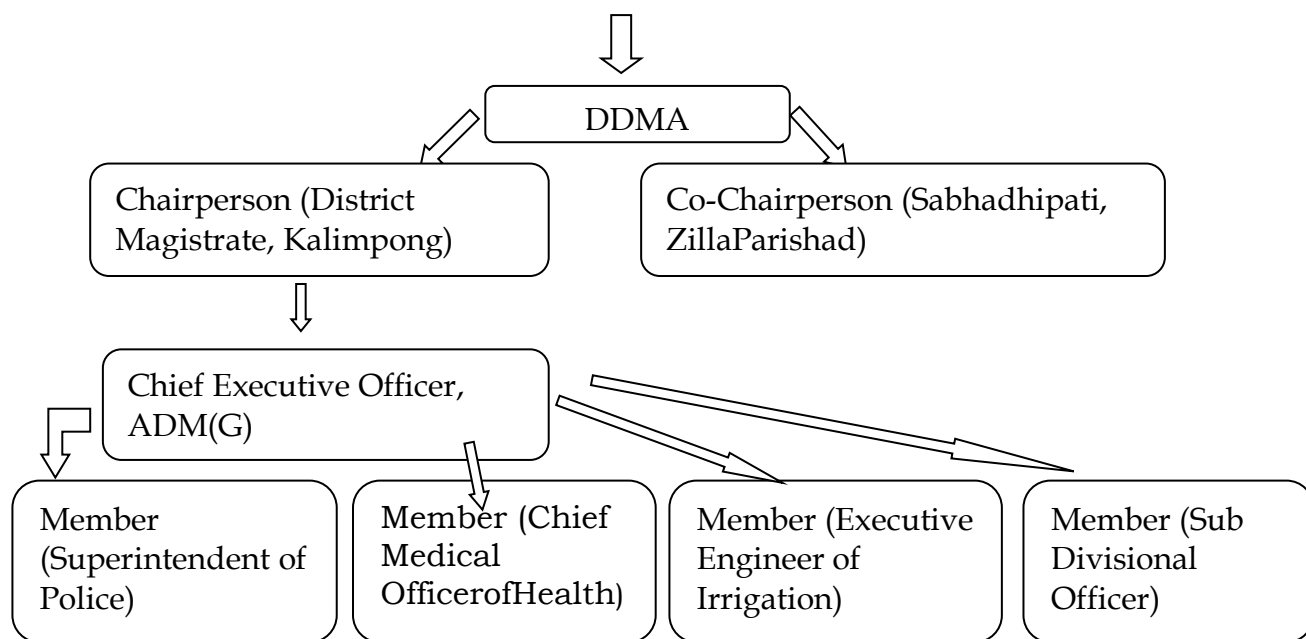 DDMA
Chairperson (District
Magistrate, Kalimpong)
Co-Chairperson (Sabhadhipati,
ZillaParishad)
Chief Executive Officer,
ADM(G)
Member
(Superintendent of
Police)
Member (Chief
Medical
OfficerofHealth)
Member (Executive
Engineer of
Irrigation)
Member (Sub
Divisional
Officer)